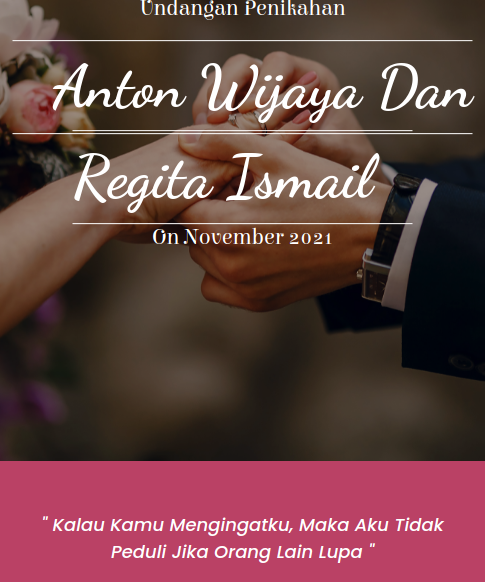 Undangan Penikahan
Anton Wijaya Dan
Regita Ismail
On November 2021
" Kalau Kamu Mengingatku, Maka Aku Tidak
Peduli Jika Orang Lain Lupa "